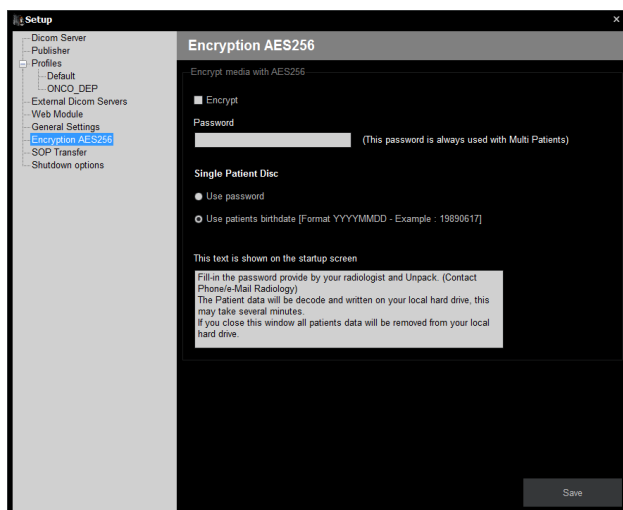 Setup
Dicom Server
Publisher
Profiles
Default
ONCO_DEP
External Dicom Servers
Web Module
General Settings
Encryption AES256
SOP Transfer
Shutdown options
Encryption AES256
Encrypt media with AES256
Encrypt
Password
(This password is always used with Multi Patients)
Single Patient Disc
Use password
Use patients birthdate [Format YYYYMMDD - Example : 19890617]
This text is shown on the startup screen
Fill-in the password provide by your radiologist and Unpack. (Contact
Phone/e-Mail Radiology)
The Patient data will be decode and written on your local hard drive, this
may take several minutes.
If you close this window all patients data will be removed from your local
hard drive.
Save